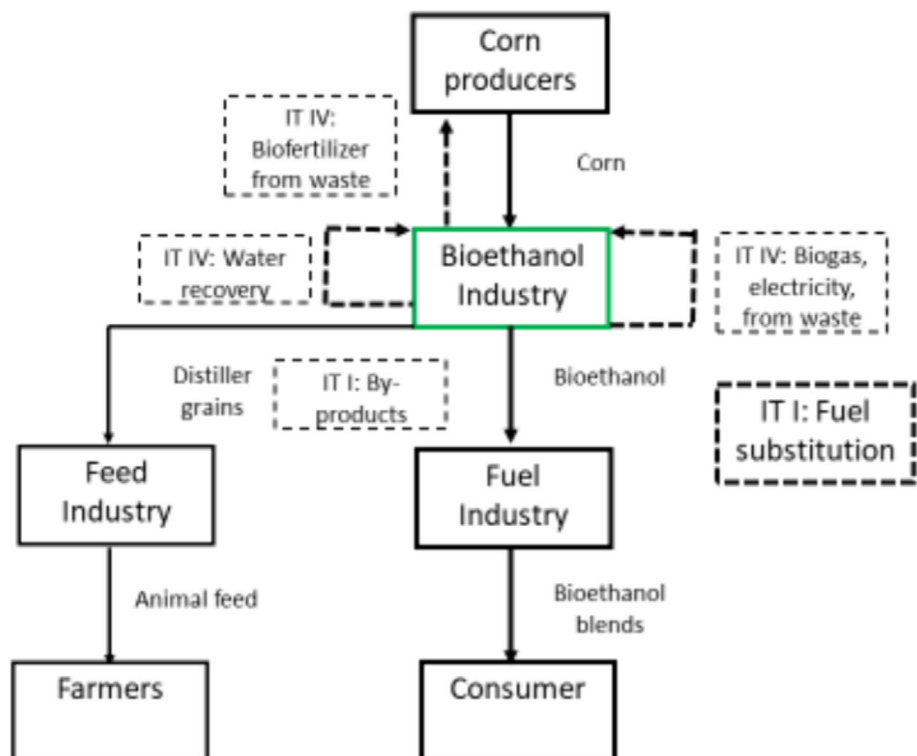 Corn
producers
IT IV:
Biofertilizer
from waste
Corn
IT IV: Water
recovery
Bioethanol
Industry
IT IV: Biogas,
electricity,
from waste
Distiller
grains
IT I: By-
products
Bioethanol
IT I: Fuel
substitution
Feed
Industry
Fuel
Industry
Animal feed
Bioethanol
blends
Farmers
Consumer